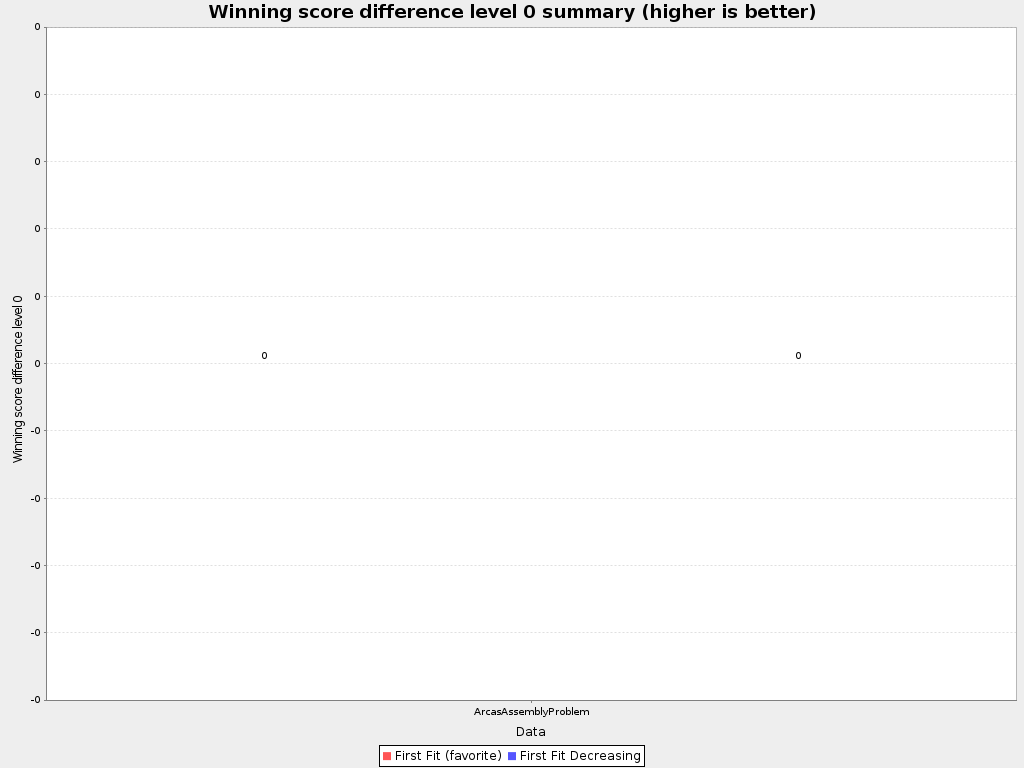 Winning score difference level 0 summary (higher is better)
0
0
0
0
0
0
-0
-0
-0
-0
-0
Winning score difference level 0
0 0
ArcasAssemblyProblem
Data
First Fit (favorite) First Fit Decreasing